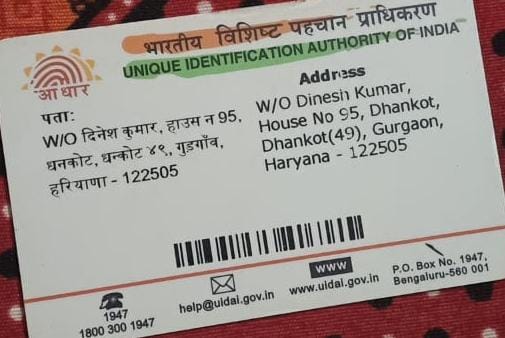 भारतीय विशिष्ट पहचान प्राधिकरण
UNIQUE IDENTIFICATION AUTHORITY OF INDIA
आधार
पता:
W/O दिनेश कुमार, हाउस न 95,
धनकोट, धन्कोट ४९, गुड़गाँव,
हरियाणा - 122505
Address
W/O Dinesh Kumar,
House No 95, Dhankot,
Dhankot(49), Gurgaon,
Haryana - 122505
1947
1800 300 1947
help@uidai.gov.in
WWW
www.uidai.gov.in
P.O. Box No. 1947,
Bengaluru-560 001